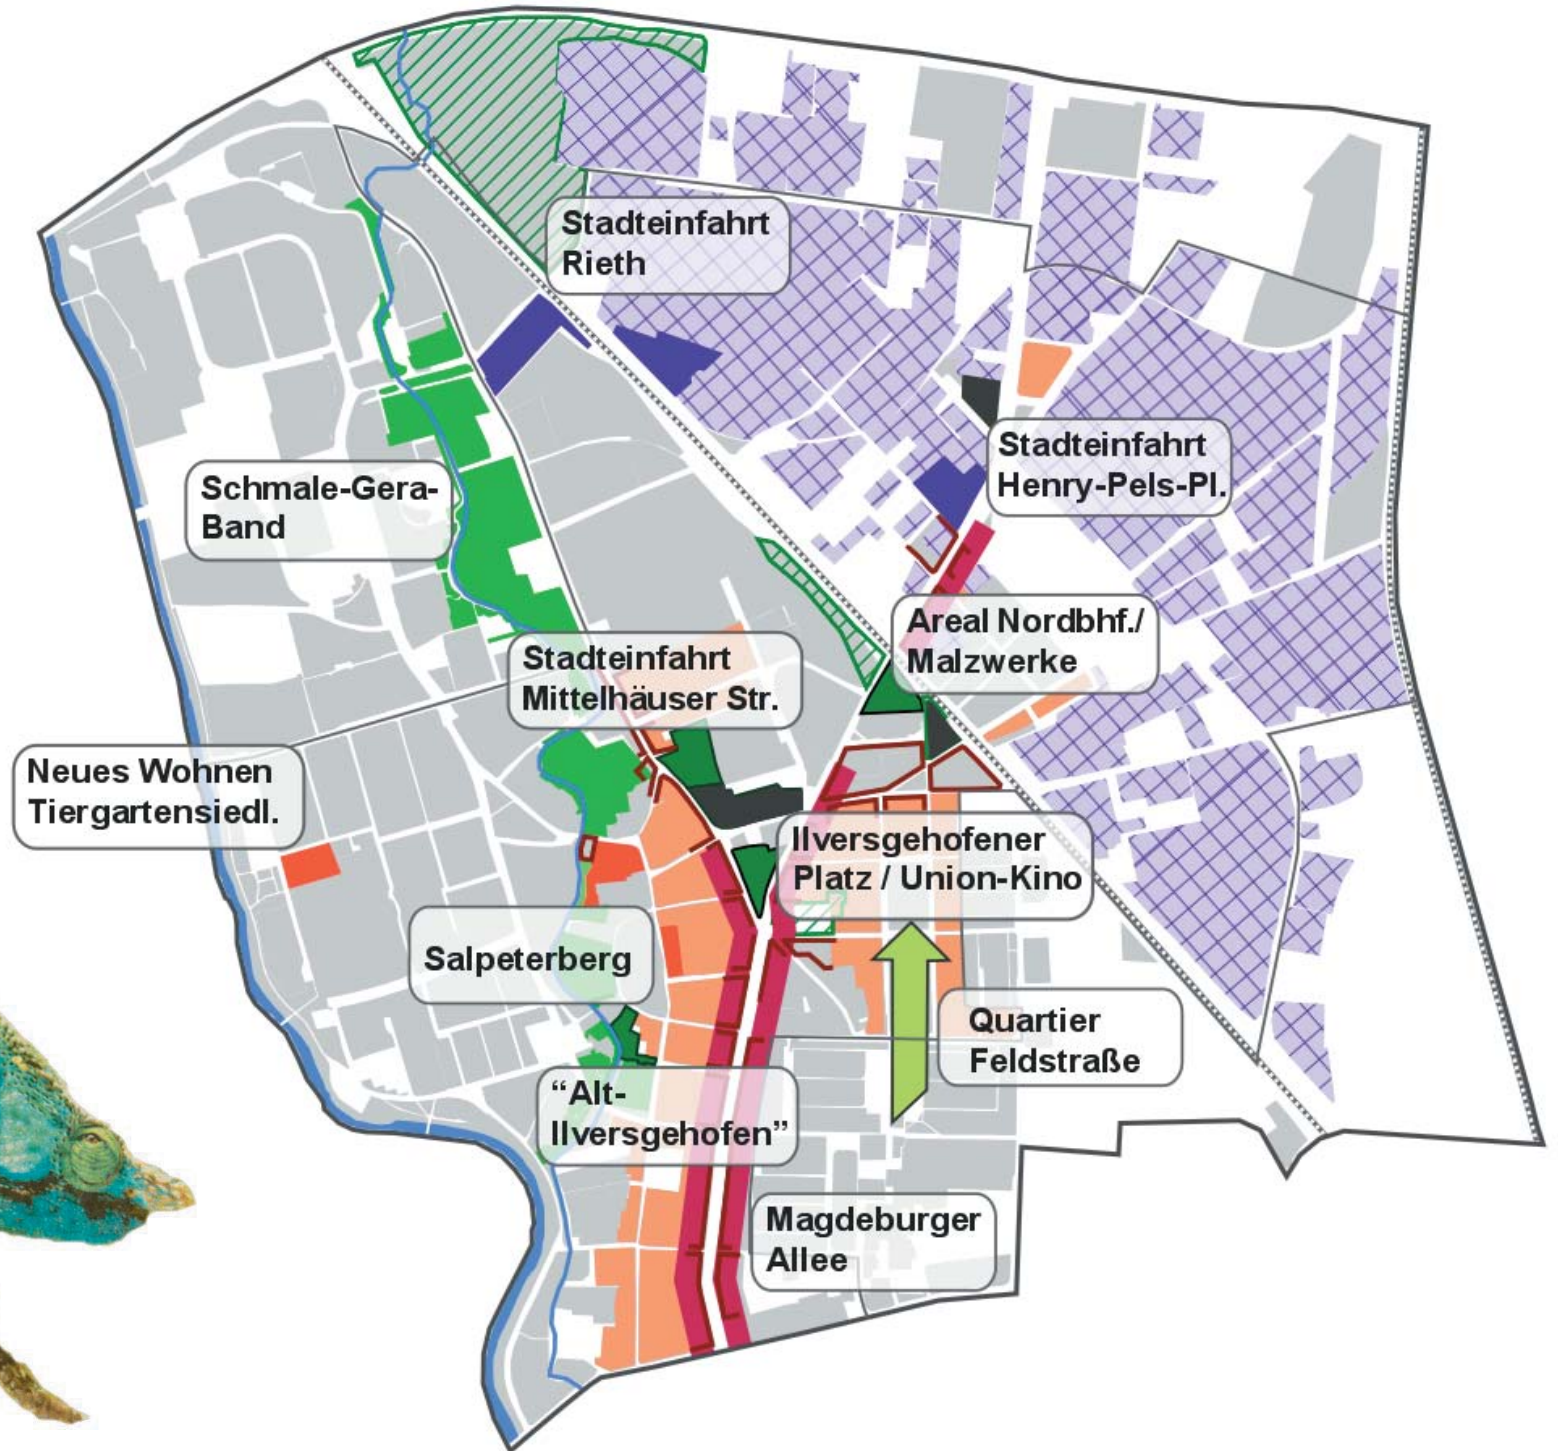 Stadteinfahrt
Rieth
Stadteinfahrt
Henry-Pels-Pl.
Schmale-Gera-
Band
Areal Nordbhf./
Malzwerke
Stadteinfahrt
Mittelhäuser Str.
Neues Wohnen
Tiergartensiedl.
Ilversgehofener
Platz / Union-Kino
Salpeterberg
Quartier
Feldstraße
“Alt-
Ilversgehofen”
Magdeburger
Allee